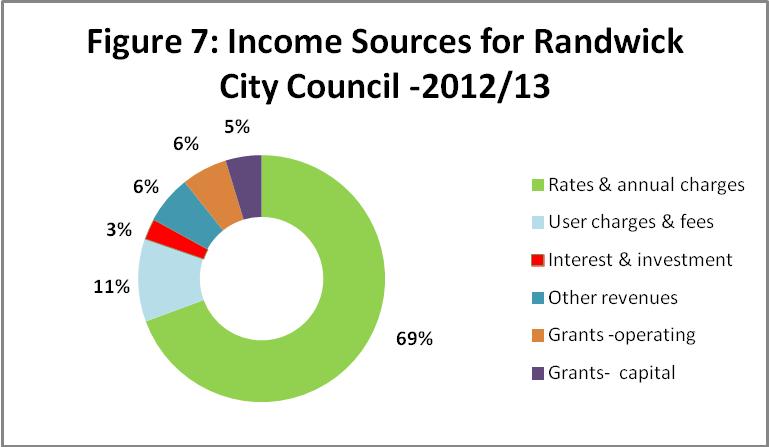 Figure 7: Income Sources for Randwick
City Council -2012/13
5%
6%
6%
3%
11%
69%
Rates & annual charges
User charges & fees
Interest & investment
Other revenues
Grants -operating
Grants-  capital